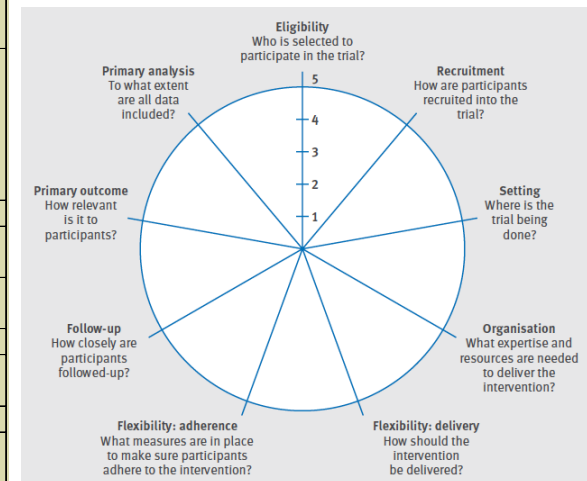 Eligibility
Who is selected to
participate in the trial?
Primary analysis
To what extent
are all data
included?
Recruitment
How are participants
recruited into the
trial?
5
4
3
2
1
Primary outcome
How relevant
is it to
participants?
Setting
Where is the
trial being
done?
Follow-up
How closely are
participants
followed-up?
Organisation
What expertise and
resources are needed
to deliver the
intervention?
Flexibility: adherence
What measures are in place
to make sure participants
adhere to the intervention?
Flexibility: delivery
How should the
intervention
be delivered?